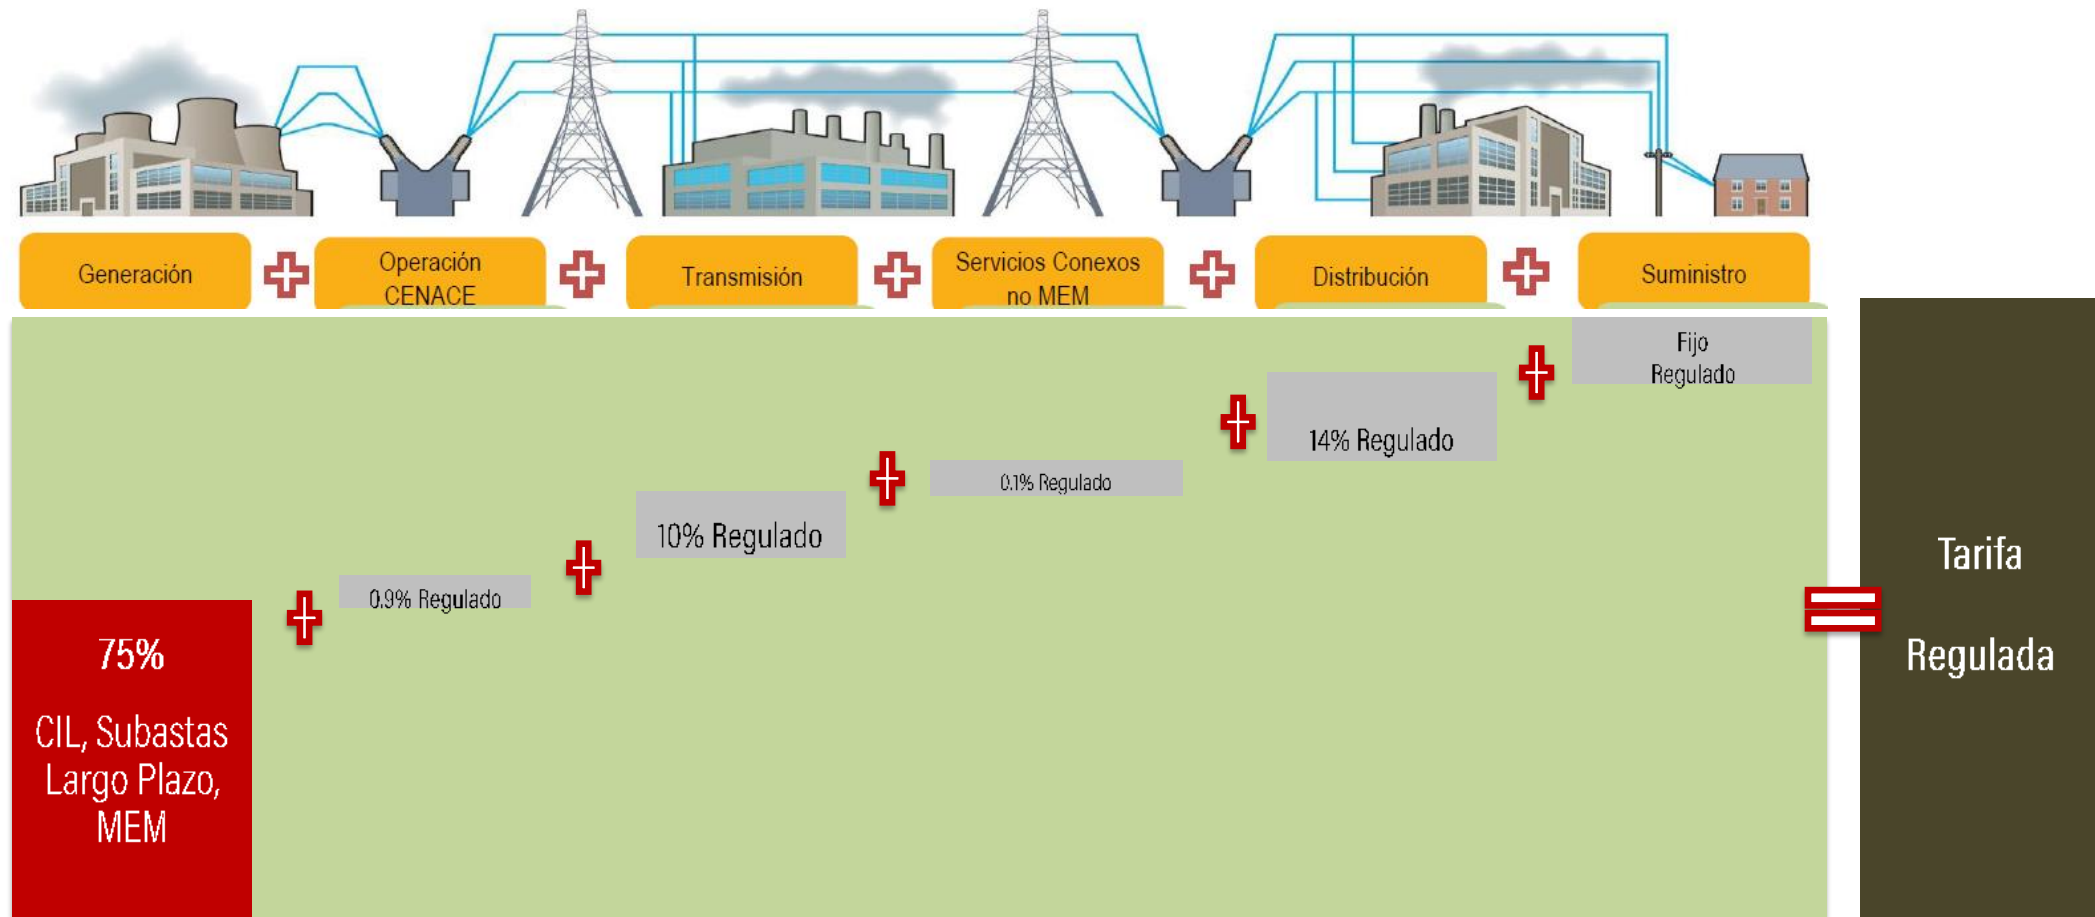 Generación
Operación
CENACE
Transmisión
Servicios Conexos
no MEM
Distribución
Suministro
Fijo
Regulado
14% Regulado
0.1% Regulado
10% Regulado
0.9% Regulado
75%
CIL, Subastas
Largo Plazo,
MEM
Tarifa
Regulada